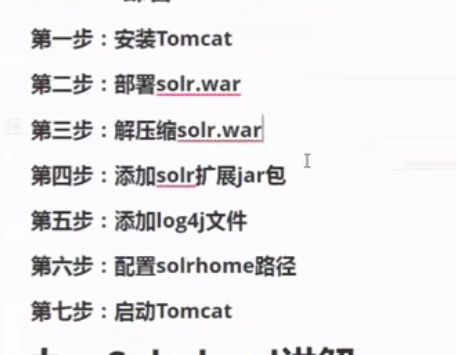 第一步：安装Tomcat
第二步：部署solr.war
第三步：解压缩solr.war
第四步：添加solr扩展jar包
第五步：添加log4j文件
第六步：配置solrhome路径
第七步：启动Tomcat